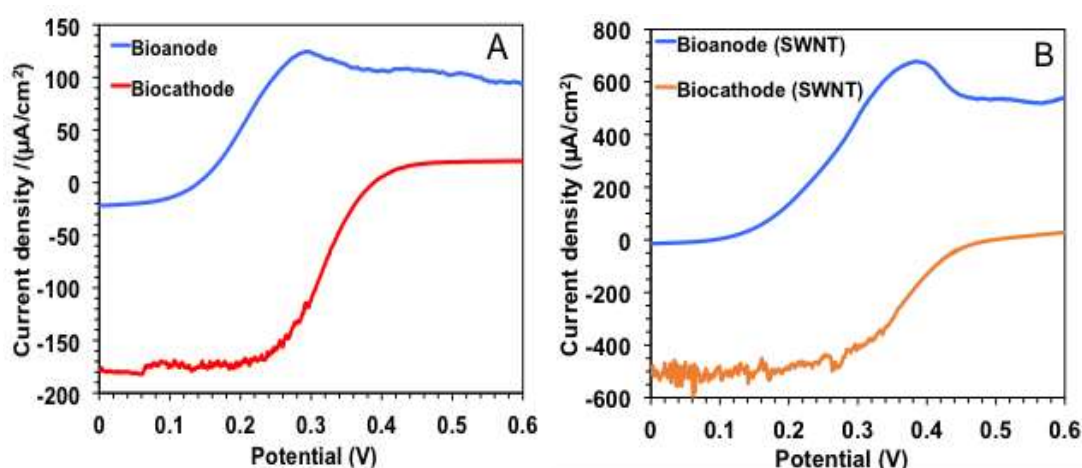 A
Bioanode
Biocathode
150
100
50
0
-50
-100
-150
-200
Current density /(µA/cm²)
0 0.1 0.2 0.3 0.4 0.5 0.6
Potential (V)
B
Bioanode (SWNT)
Biocathode (SWNT)
800
600
400
200
0
-200
-400
-600
Current density (µA/cm²)
0 0.1 0.2 0.3 0.4 0.5 0.6
Potential (V)